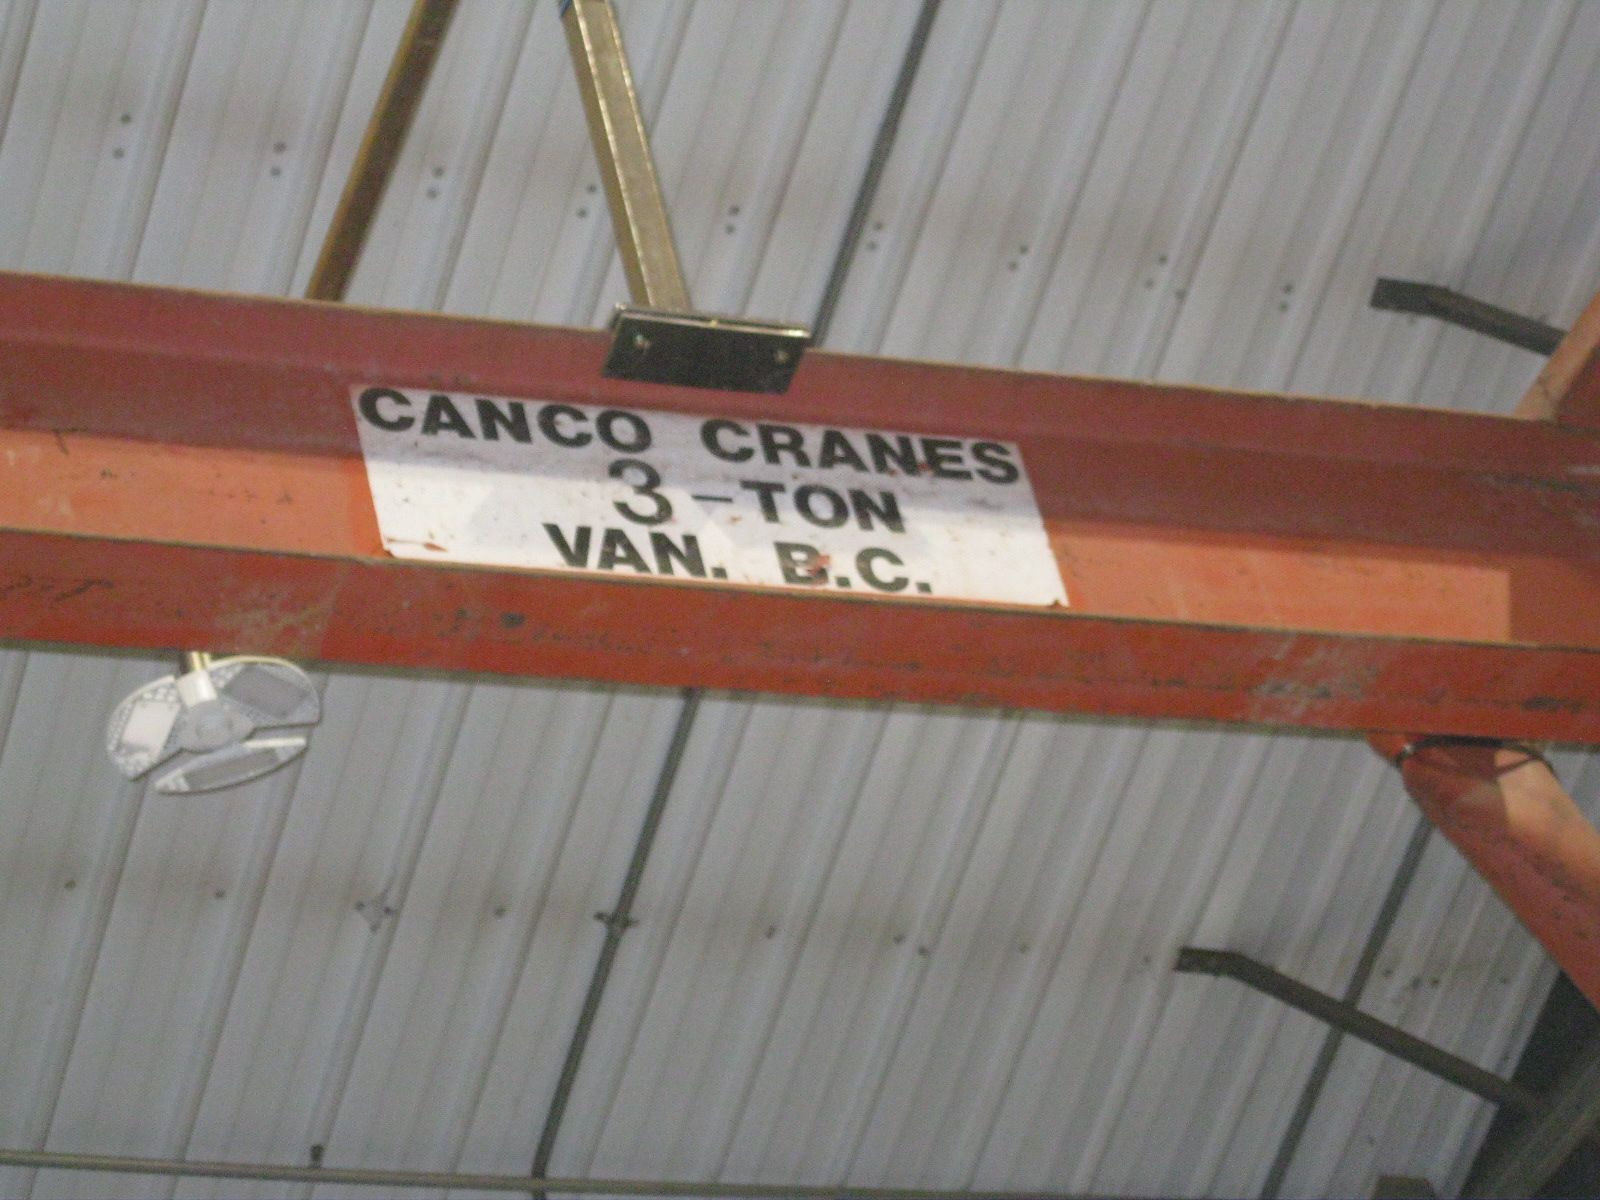 CANCO CRANES
3-TON
VAN. B.C.